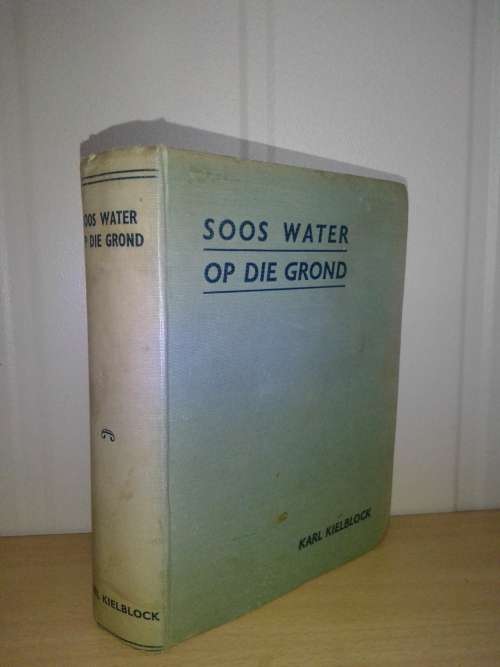 SOOS WATER
OP DIE GROND
KARL KIELBLOCK
SOOS WATER
OP DIE GROND
KIELBLOCK